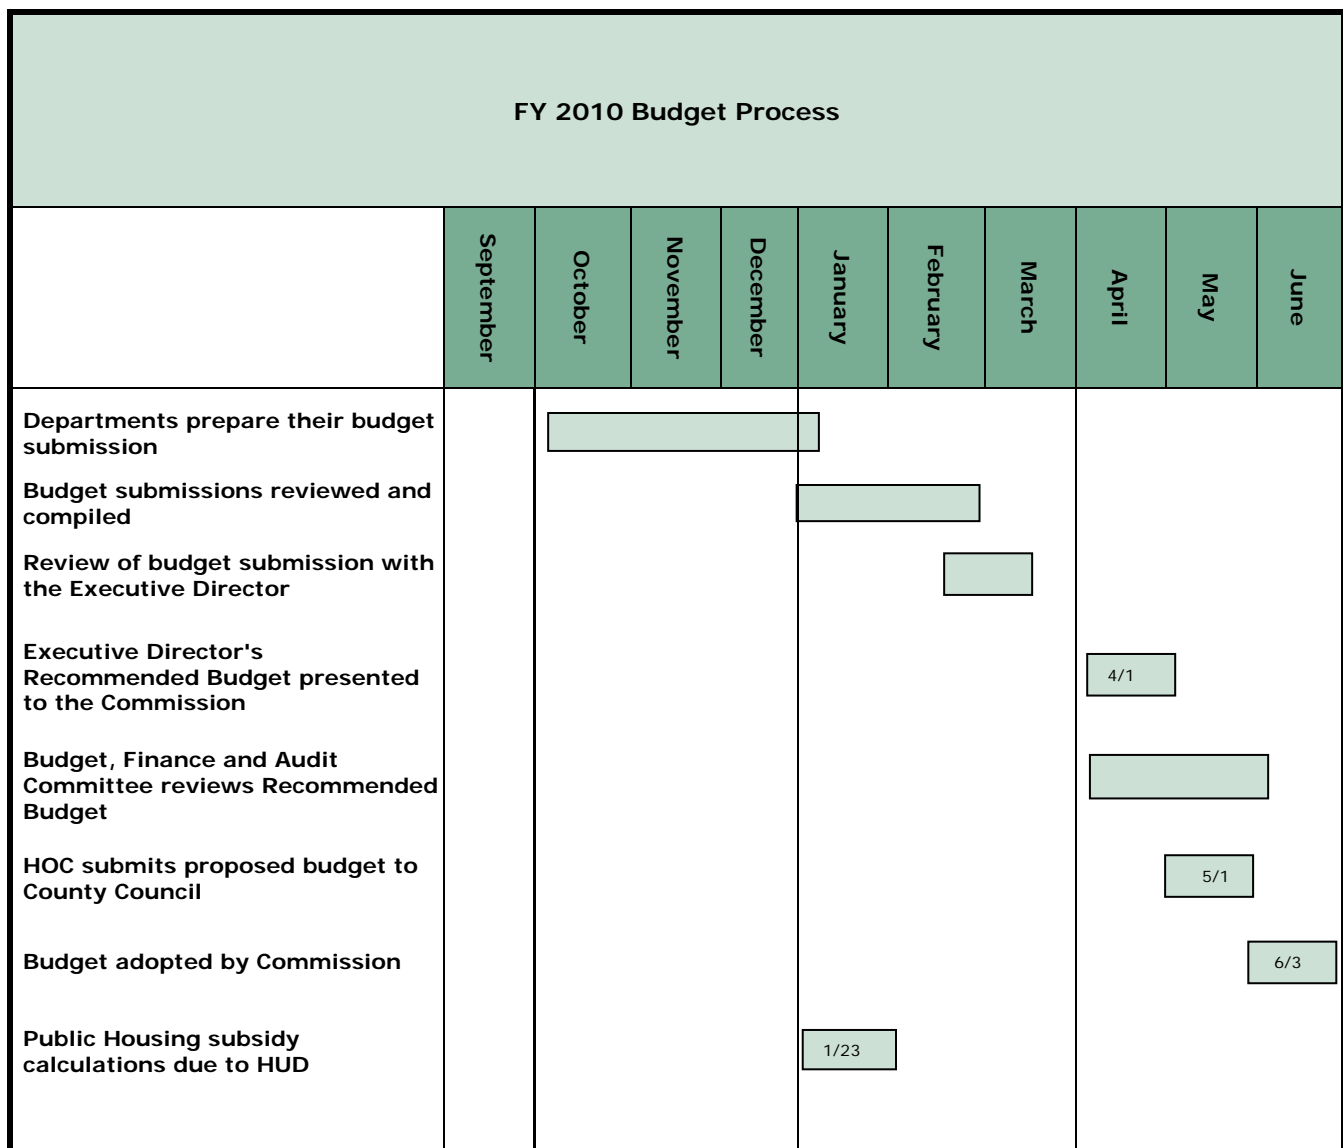 FY 2010 Budget Process
September
October
November
December
January
February
March
April
May
June
Departments prepare their budget
submission
Budget submissions reviewed and
compiled
Review of budget submission with
the Executive Director
Executive Director's
Recommended Budget presented
to the Commission
4/1
Budget, Finance and Audit
Committee reviews Recommended
Budget
HOC submits proposed budget to
County Council
5/1
Budget adopted by Commission
6/3
Public Housing subsidy
calculations due to HUD
1/23